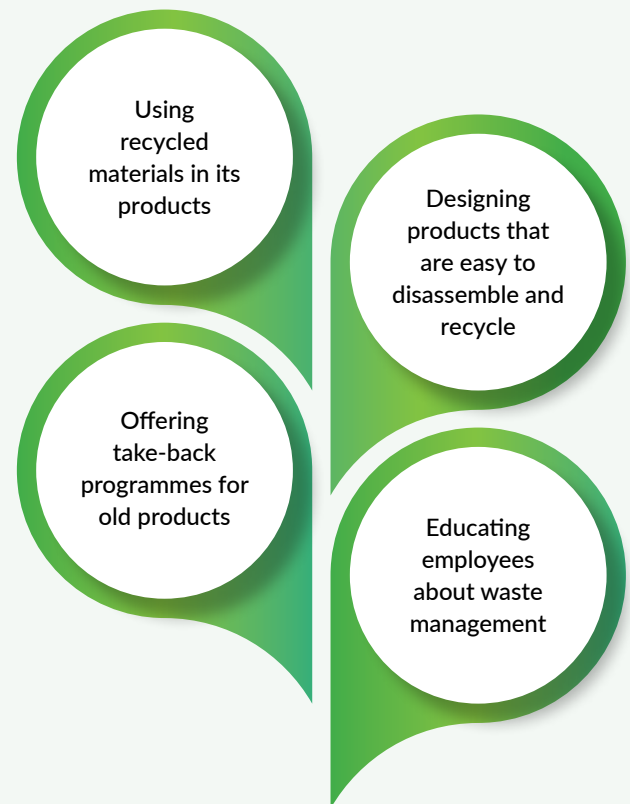 Using
recycled
materials in its
products
Designing
products that
are easy to
disassemble and
recycle
Offering
take-back
programmes for
old products
Educating
employees
about waste
management